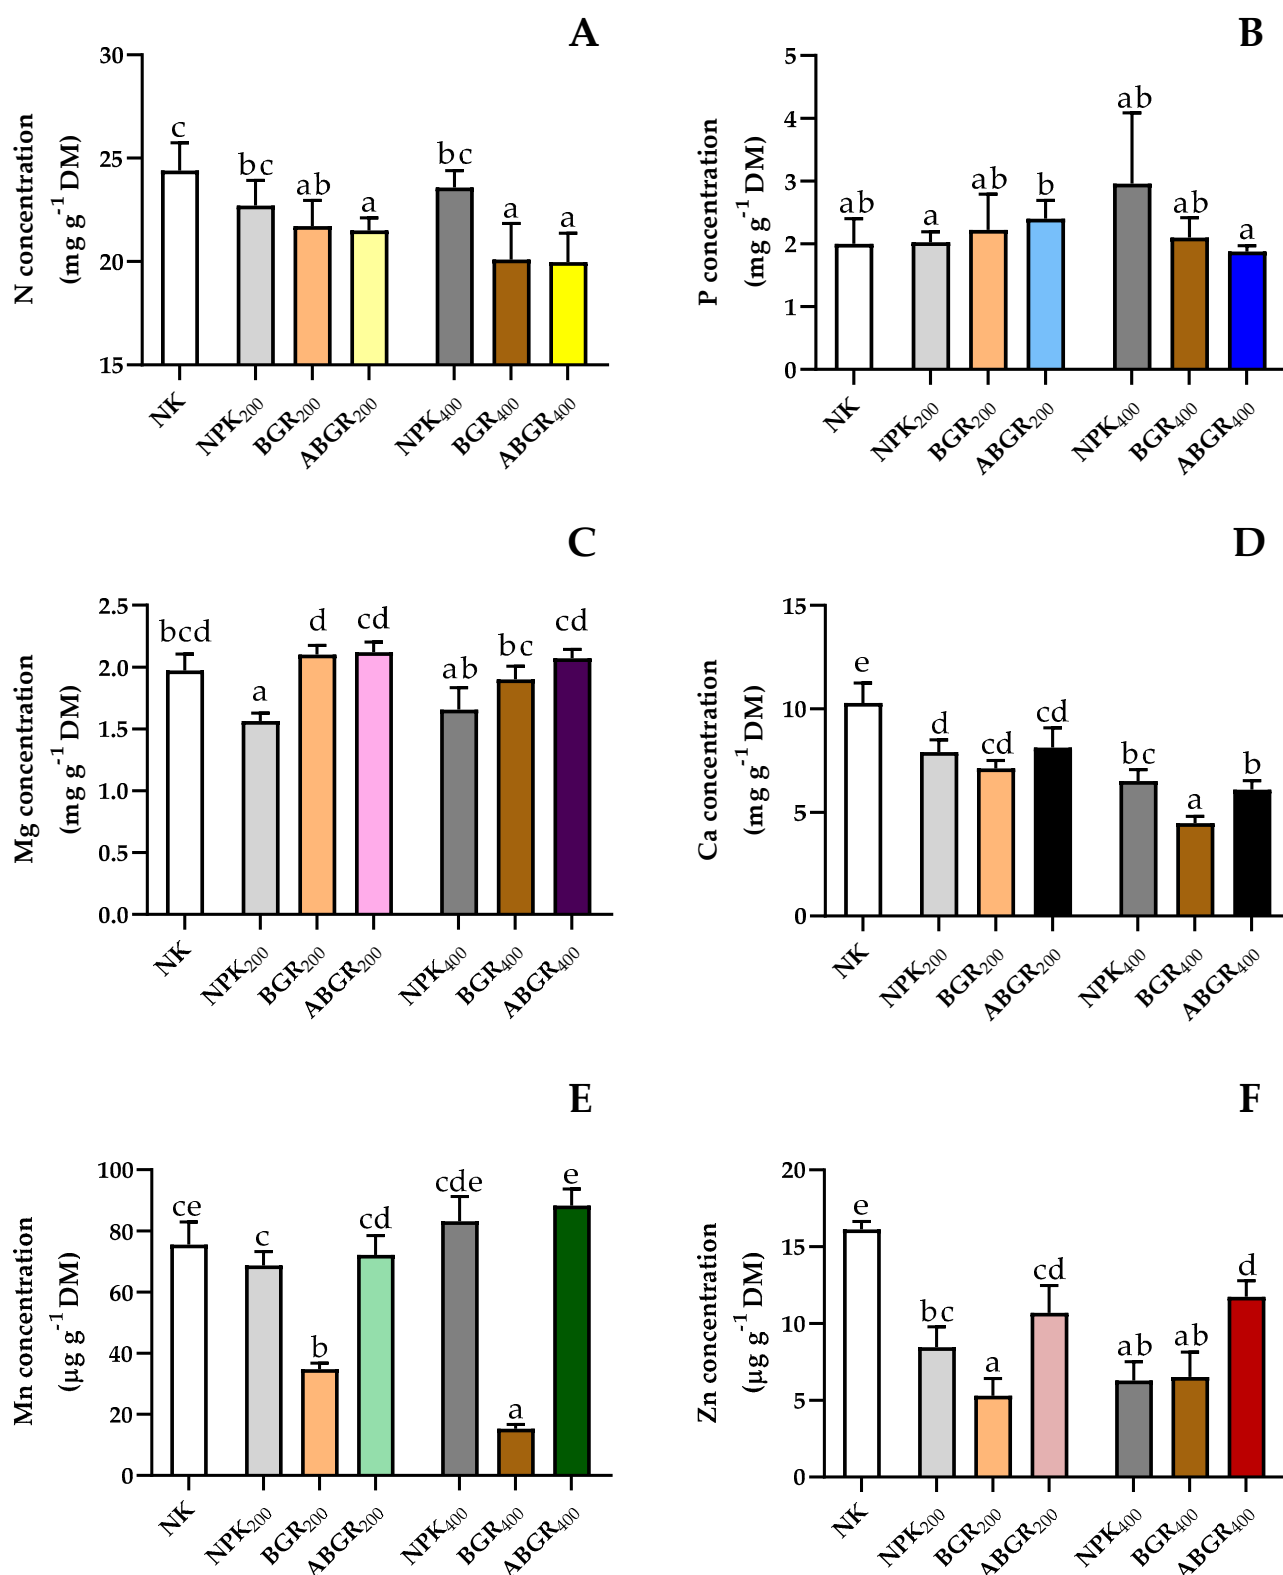 A
N concentration
(mg g⁻¹ DM)
30
25
20
15
c
bc
ab
a
bc
a
a
NK
NPK₂₀₀
BGR₂₀₀
ABGR₂₀₀
NPK₄₀₀
BGR₄₀₀
ABGR₄₀₀
B
P concentration
(mg g⁻¹ DM)
5
4
3
2
1
0
ab
a
ab
b
ab
ab
a
NK
NPK₂₀₀
BGR₂₀₀
ABGR₂₀₀
NPK₄₀₀
BGR₄₀₀
ABGR₄₀₀
C
Mg concentration
(mg g⁻¹ DM)
2.5
2.0
1.5
1.0
0.5
0.0
bcd
a
d
cd
ab
bc
cd
NK
NPK₂₀₀
BGR₂₀₀
ABGR₂₀₀
NPK₄₀₀
BGR₄₀₀
ABGR₄₀₀
D
Ca concentration
(mg g⁻¹ DM)
15
10
5
0
e
d
cd
cd
bc
a
b
NK
NPK₂₀₀
BGR₂₀₀
ABGR₂₀₀
NPK₄₀₀
BGR₄₀₀
ABGR₄₀₀
E
Mn concentration
(µg g⁻¹ DM)
100
80
60
40
20
0
ce
c
b
cd
cde
a
e
NK
NPK₂₀₀
BGR₂₀₀
ABGR₂₀₀
NPK₄₀₀
BGR₄₀₀
ABGR₄₀₀
F
Zn concentration
(µg g⁻¹ DM)
20
15
10
5
0
e
bc
a
cd
ab
ab
d
NK
NPK₂₀₀
BGR₂₀₀
ABGR₂₀₀
NPK₄₀₀
BGR₄₀₀
ABGR₄₀₀